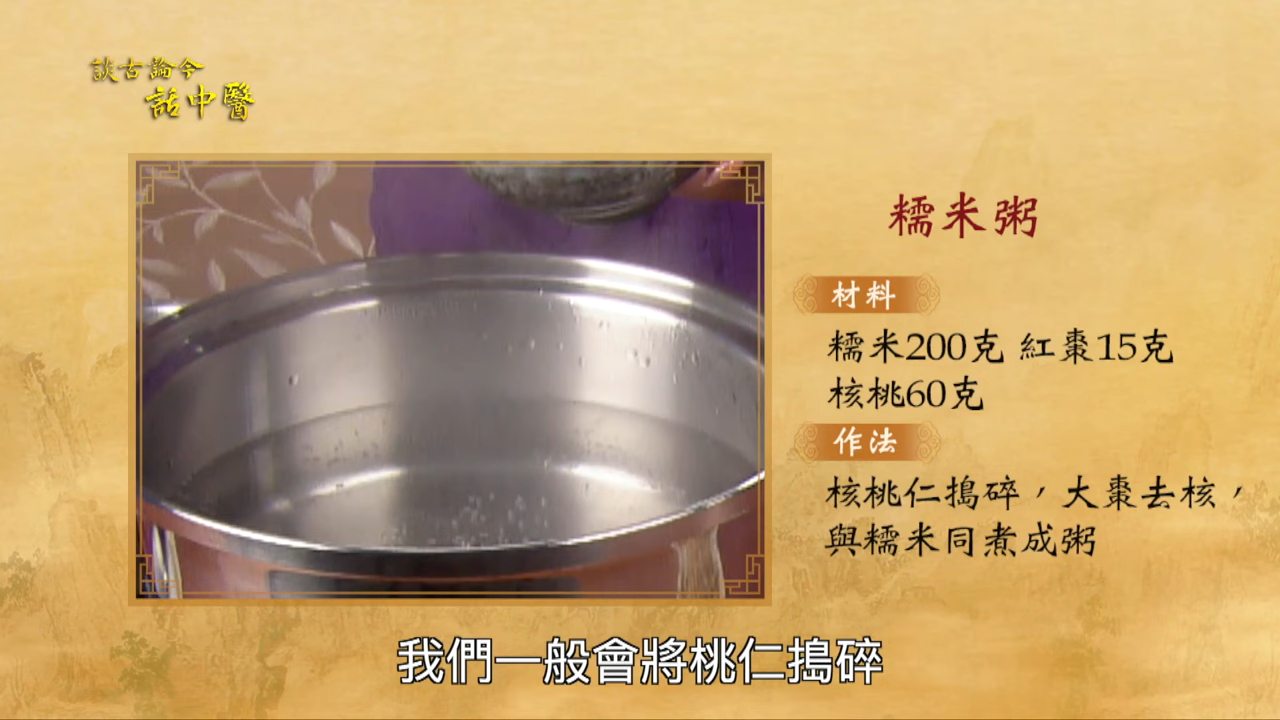 談古論今
話中醫
糯米粥
材料
糯米200克 紅棗15克
核桃60克
作法
核桃仁搗碎，大棗去核，
與糯米同煮成粥
我們一般會將桃仁搗碎